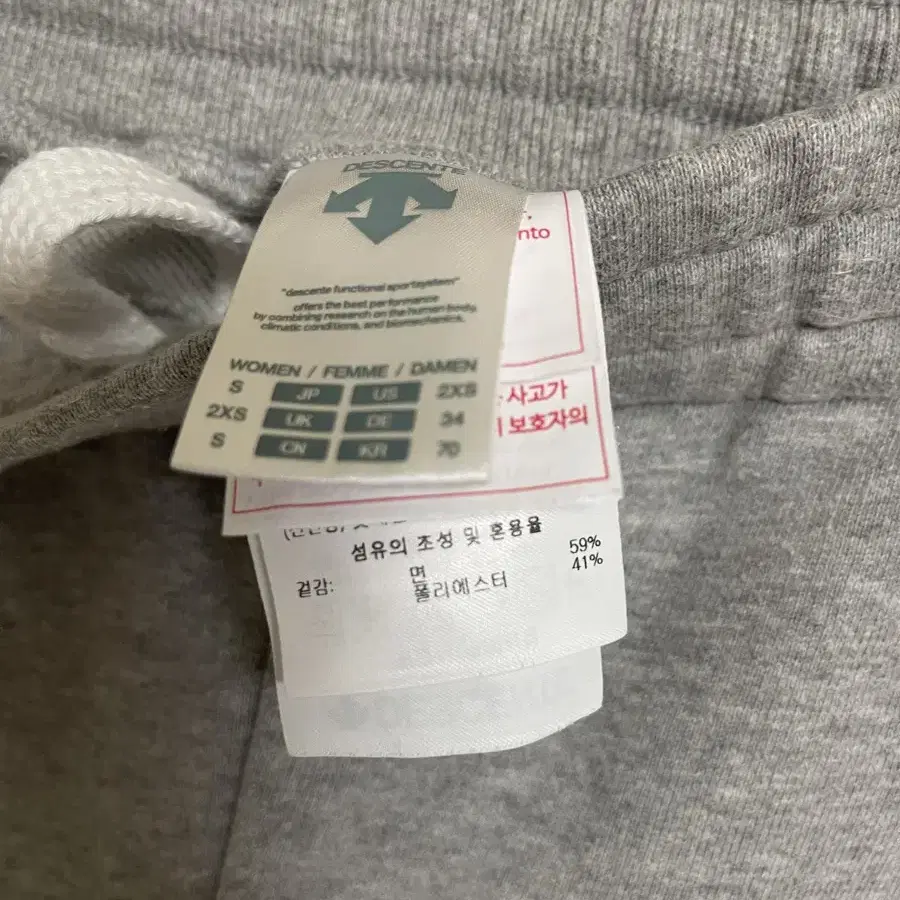 DESCENTE
"descente functional sportsystem"
offers the best performance
by combining research on the human body,
climatic conditions, and biomechanics.
WOMEN / FEMME / DAMEN
S JP US 2XS
2XS UK DE 34
S CN KR 70
nto
사고가
보호자의
섬유의 조성 및 혼용율
겉감: 면 59%
폴리에스터 41%